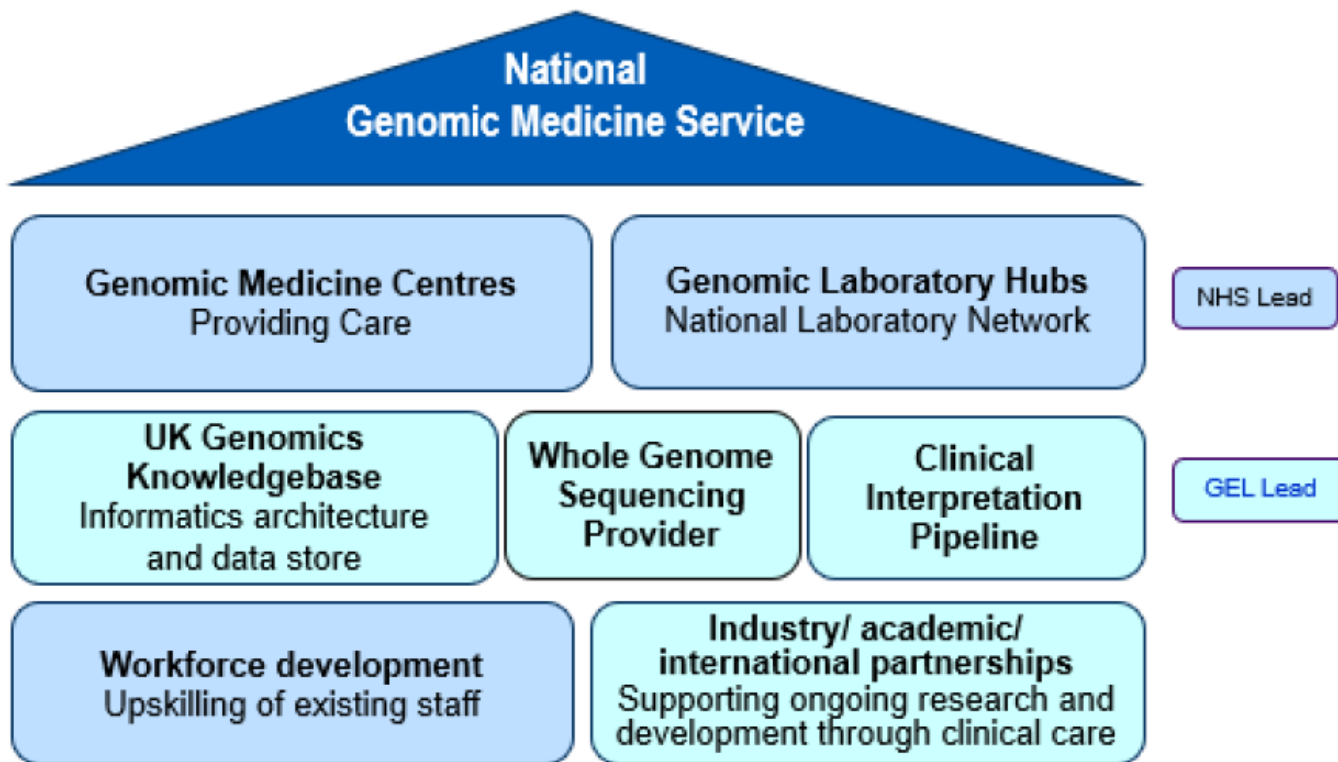 National
Genomic Medicine Service
Genomic Medicine Centres
Providing Care
Genomic Laboratory Hubs
National Laboratory Network
NHS Lead
UK Genomics
Knowledgebase
Informatics architecture
and data store
Whole Genome
Sequencing
Provider
Clinical
Interpretation
Pipeline
GEL Lead
Workforce development
Upskilling of existing staff
Industry/ academic/
international partnerships
Supporting ongoing research and
development through clinical care